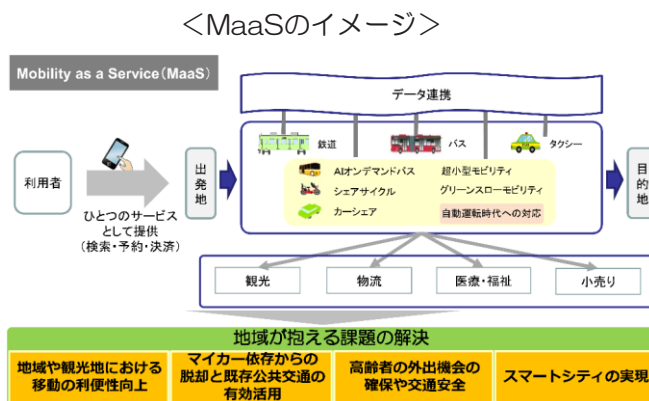 ＜MaaSのイメージ＞
Mobility as a Service（MaaS）
データ連携
鉄道
バス
タクシー
利用者
出
発
地
AIオンデマンドバス
超小型モビリティ
シェアサイクル
グリーンスローモビリティ
カーシェア
自動運転時代への対応
目
的
地
ひとつのサービス
として提供
（検索・予約・決済）
観光
物流
医療・福祉
小売り
地域が抱える課題の解決
地域や観光地における
移動の利便性向上
マイカー依存からの
脱却と既存公共交通の
有効活用
高齢者の外出機会の
確保や交通安全
スマートシティの実現